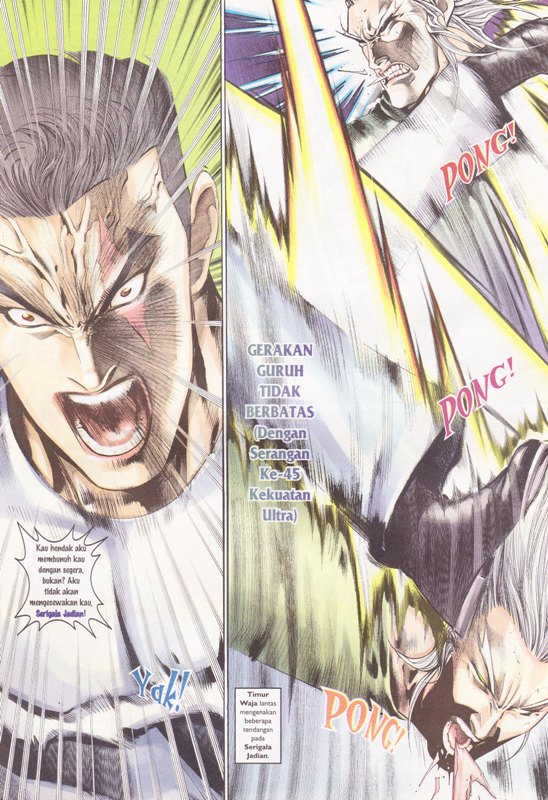 Kau hendak aku
membunuh kau
dengan segera,
bukan? Aku
tidak akan
mengecewakan kau,
Serigala Jadian!
Yak!
PONG!
PONG!
GERAKAN
GURUH
TIDAK
BERBATAS
(Dengan
Serangan
Ke-45
Kekuatan
Ultra)
Timur
Waja lantas
mengenakan
beberapa
tendangan
pada
Serigala
Jadian.
PONG!